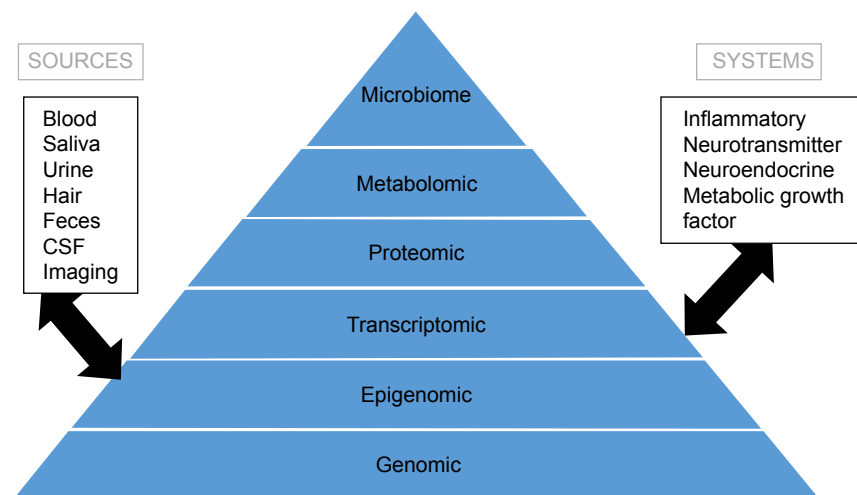 SOURCES
Blood
Saliva
Urine
Hair
Feces
CSF
Imaging
Microbiome
Metabolomic
Proteomic
Transcriptomic
Epigenomic
Genomic
SYSTEMS
Inflammatory
Neurotransmitter
Neuroendocrine
Metabolic growth
factor